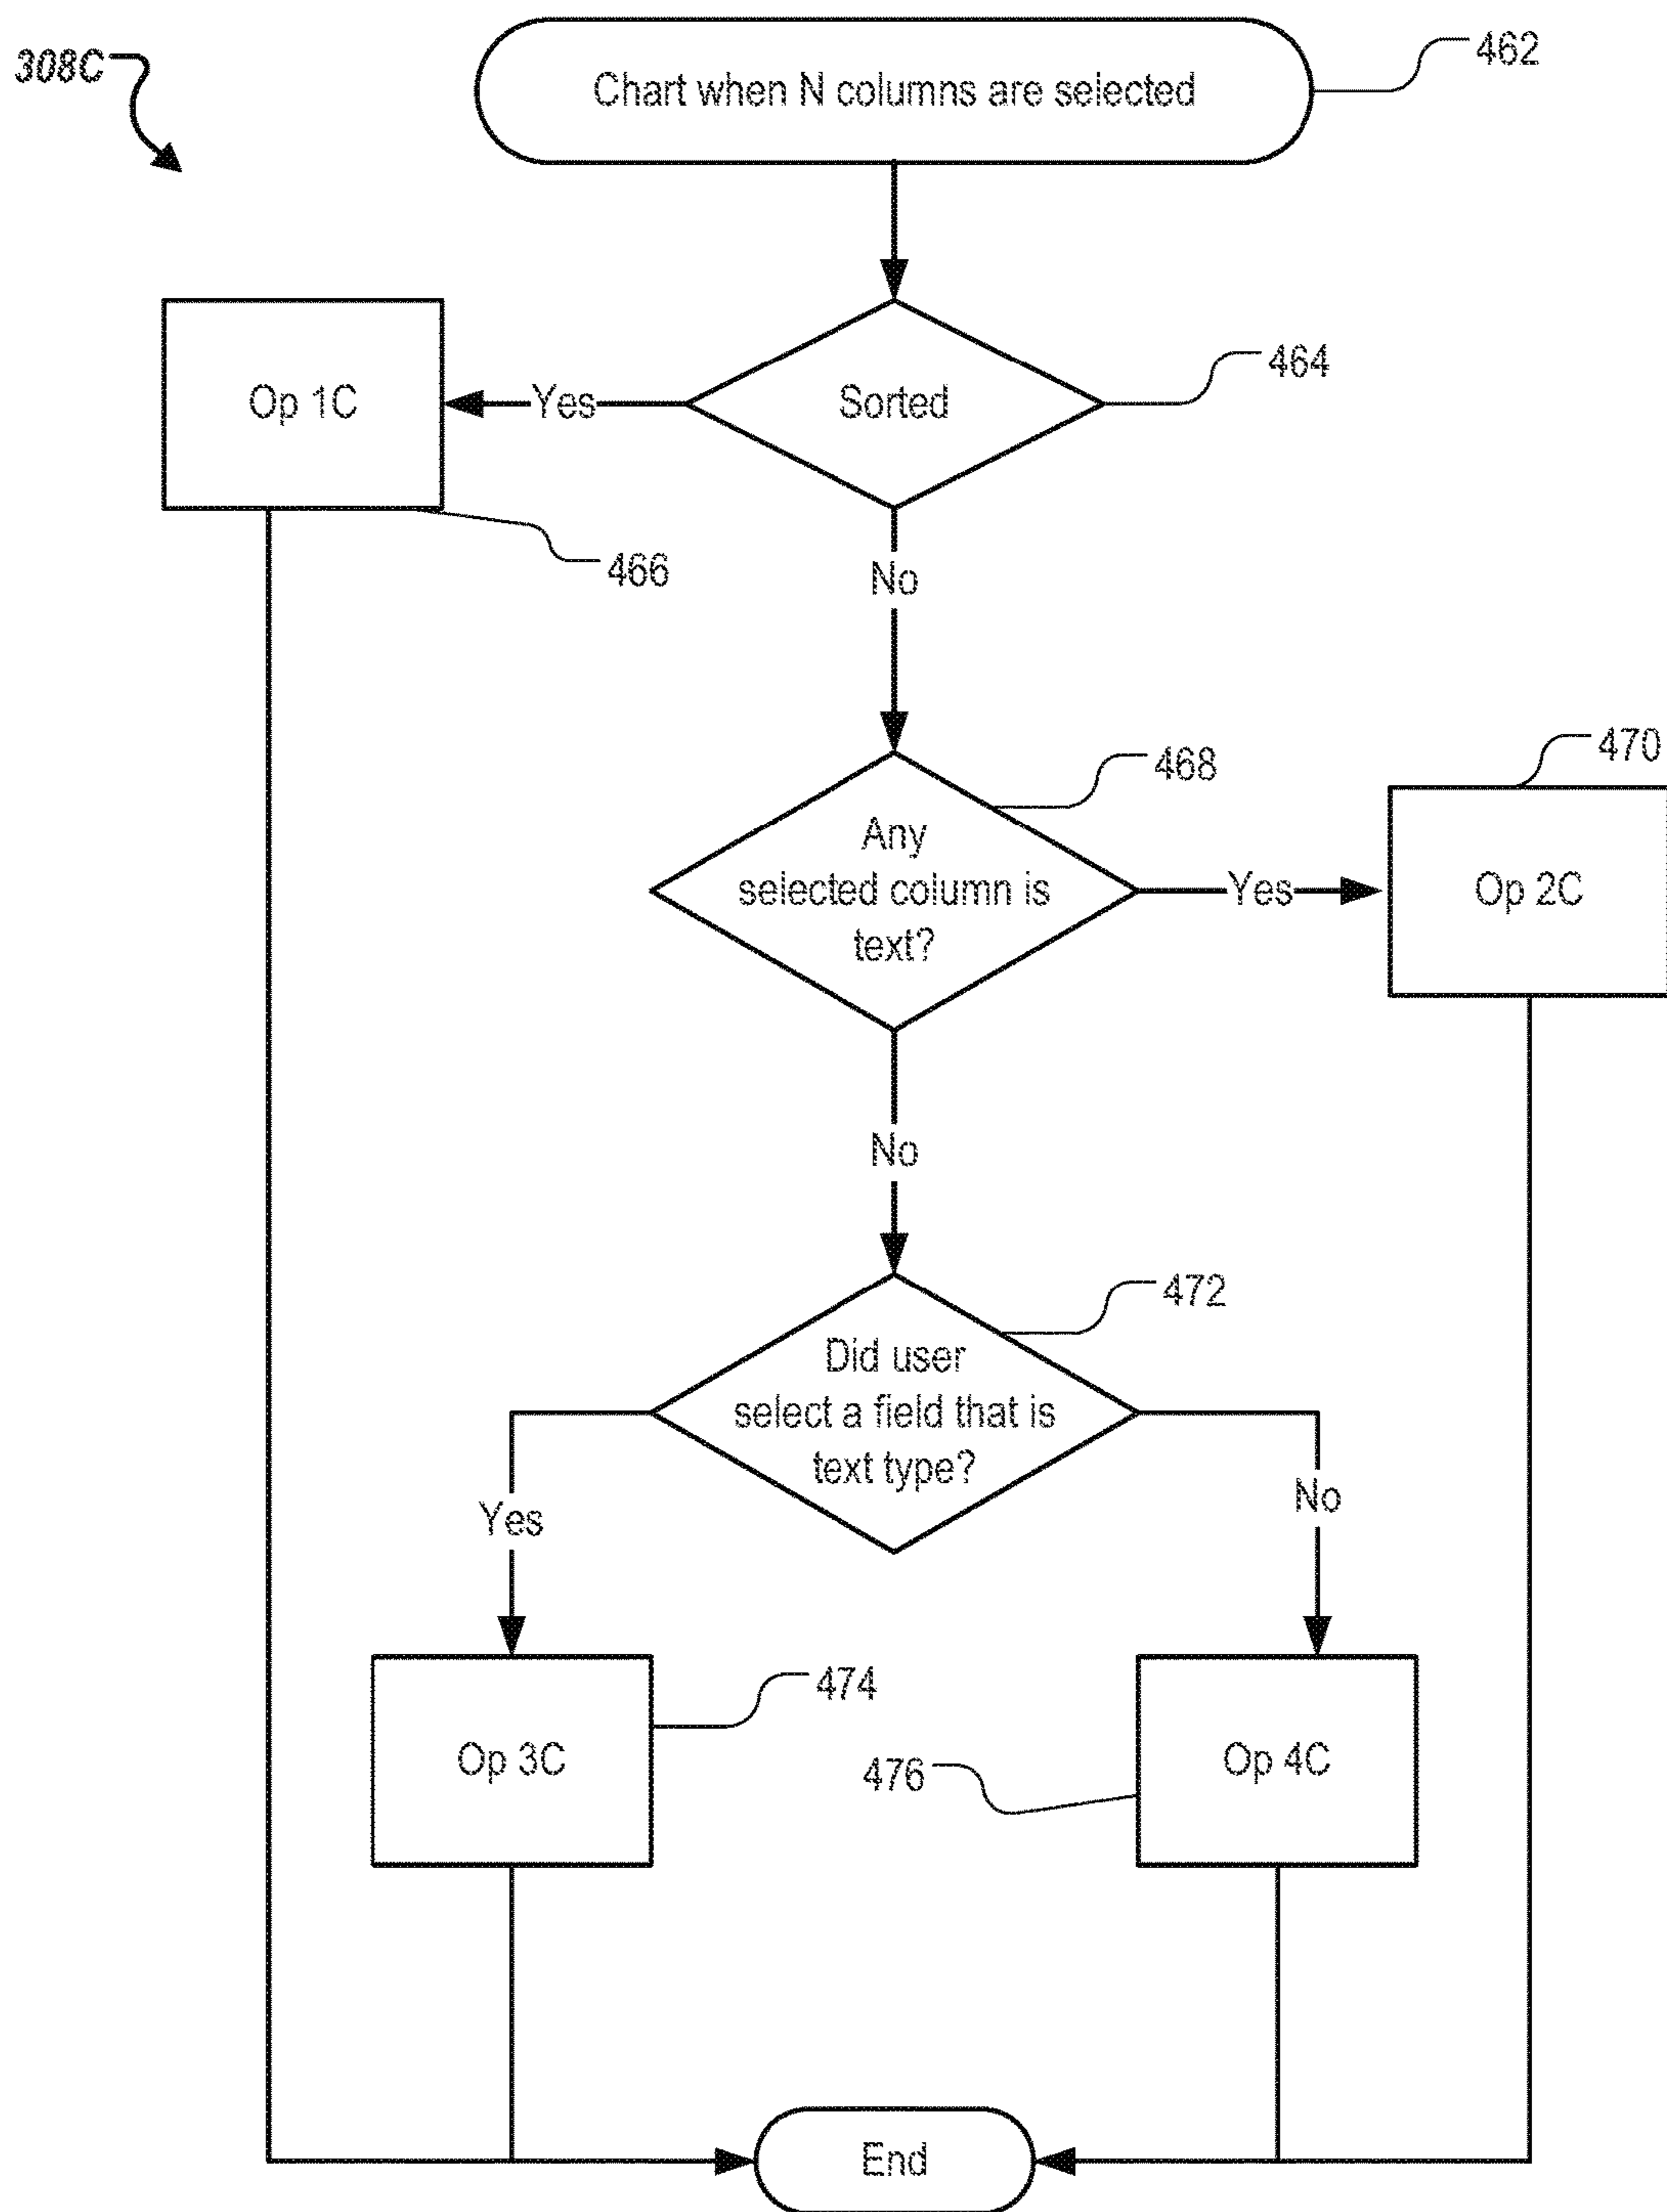 308C
Chart when N columns are selected
462
Op 1C
Yes
Sorted
464
466
No
468
470
Any
selected column is
text?
Yes
Op 2C
No
472
Did user
select a field that is
text type?
Yes
No
474
Op 3C
476
Op 4C
End